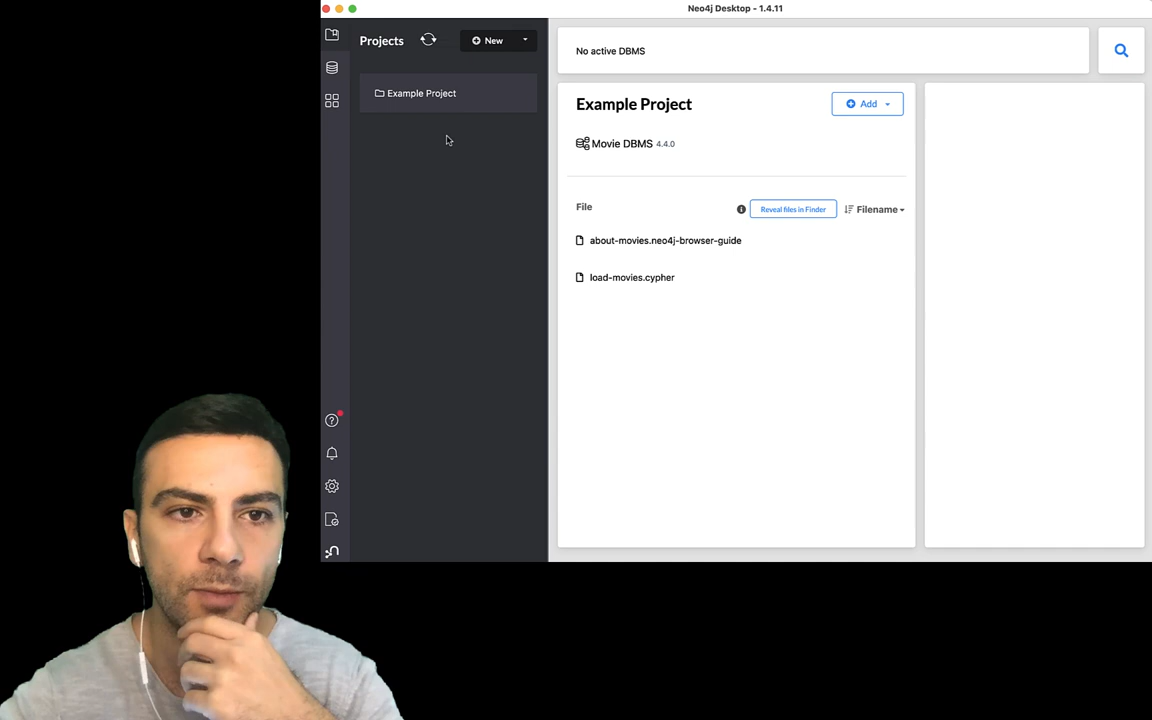 Neo4j Desktop - 1.4.11
Projects
New
Example Project
No active DBMS
Example Project
Add
Movie DBMS 4.4.0
File
Reveal files in Finder
Filename
about-movies.neo4j-browser-guide
load-movies.cypher